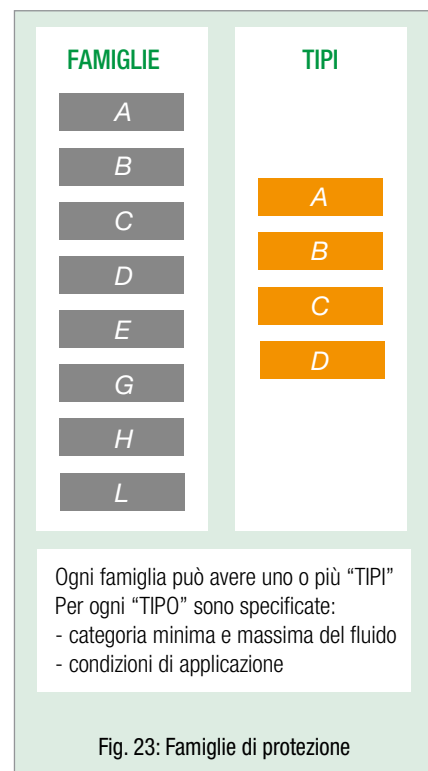 FAMIGLIE
A
B
C
D
E
G
H
L
TIPI
A
B
C
D
Ogni famiglia può avere uno o più “TIPI”
Per ogni “TIPO” sono specificate:
- categoria minima e massima del fluido
- condizioni di applicazione
Fig. 23: Famiglie di protezione